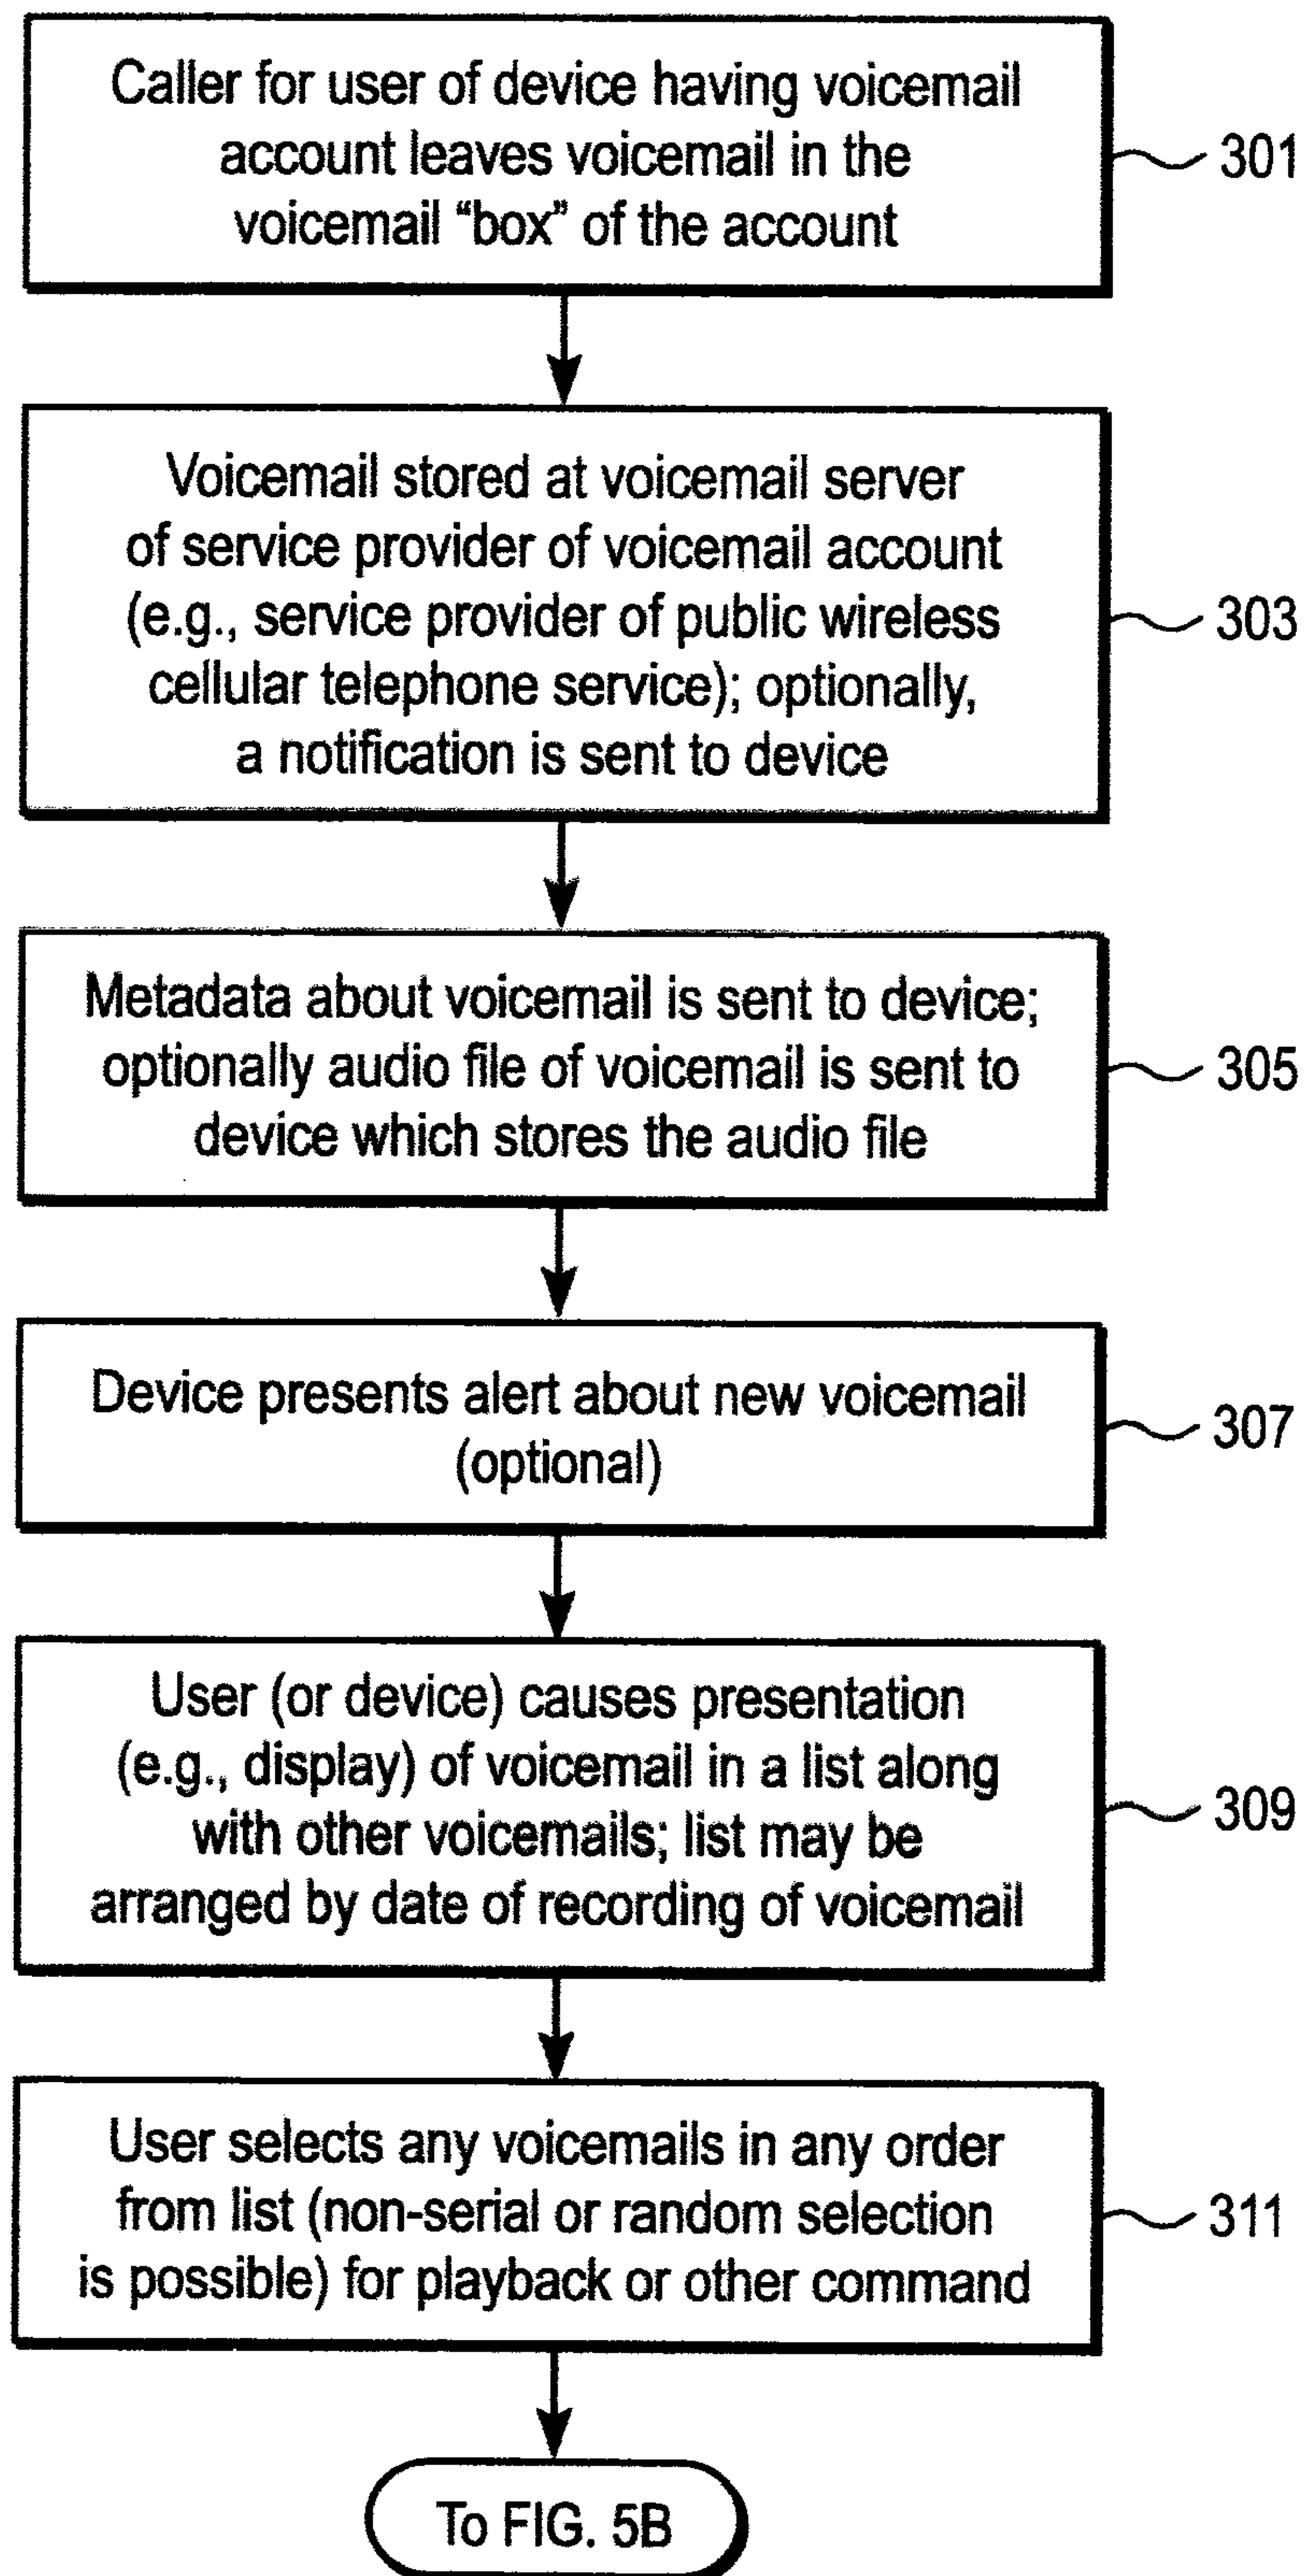 Caller for user of device having voicemail
account leaves voicemail in the
voicemail “box” of the account
301
Voicemail stored at voicemail server
of service provider of voicemail account
(e.g., service provider of public wireless
cellular telephone service); optionally,
a notification is sent to device
303
Metadata about voicemail is sent to device;
optionally audio file of voicemail is sent to
device which stores the audio file
305
Device presents alert about new voicemail
(optional)
307
User (or device) causes presentation
(e.g., display) of voicemail in a list along
with other voicemails; list may be
arranged by date of recording of voicemail
309
User selects any voicemails in any order
from list (non-serial or random selection
is possible) for playback or other command
311
To FIG. 5B